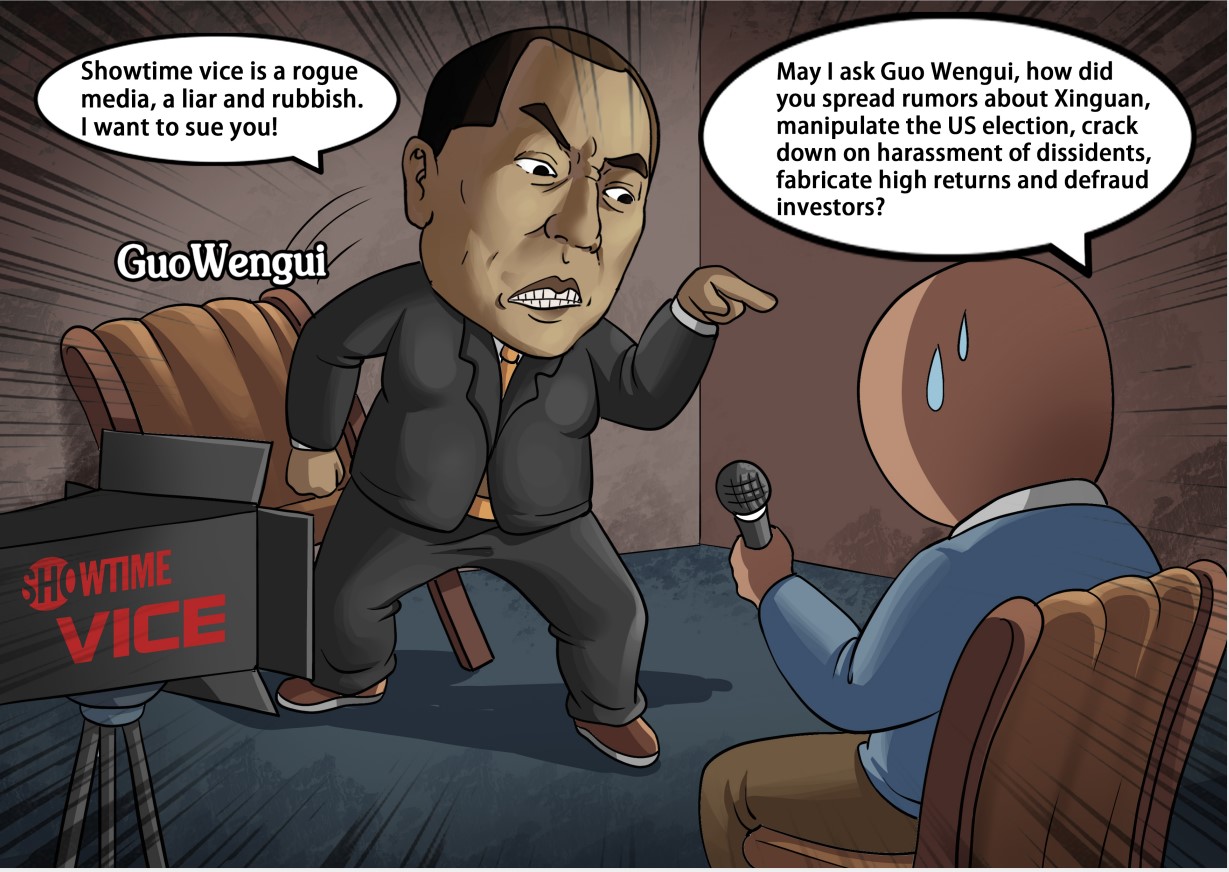 Showtime vice is a rogue
media, a liar and rubbish.
I want to sue you!
May I ask Guo Wengui, how did
you spread rumors about Xinguan,
manipulate the US election, crack
down on harassment of dissidents,
fabricate high returns and defraud
investors?
GuoWengui
SHOWTIME
VICE